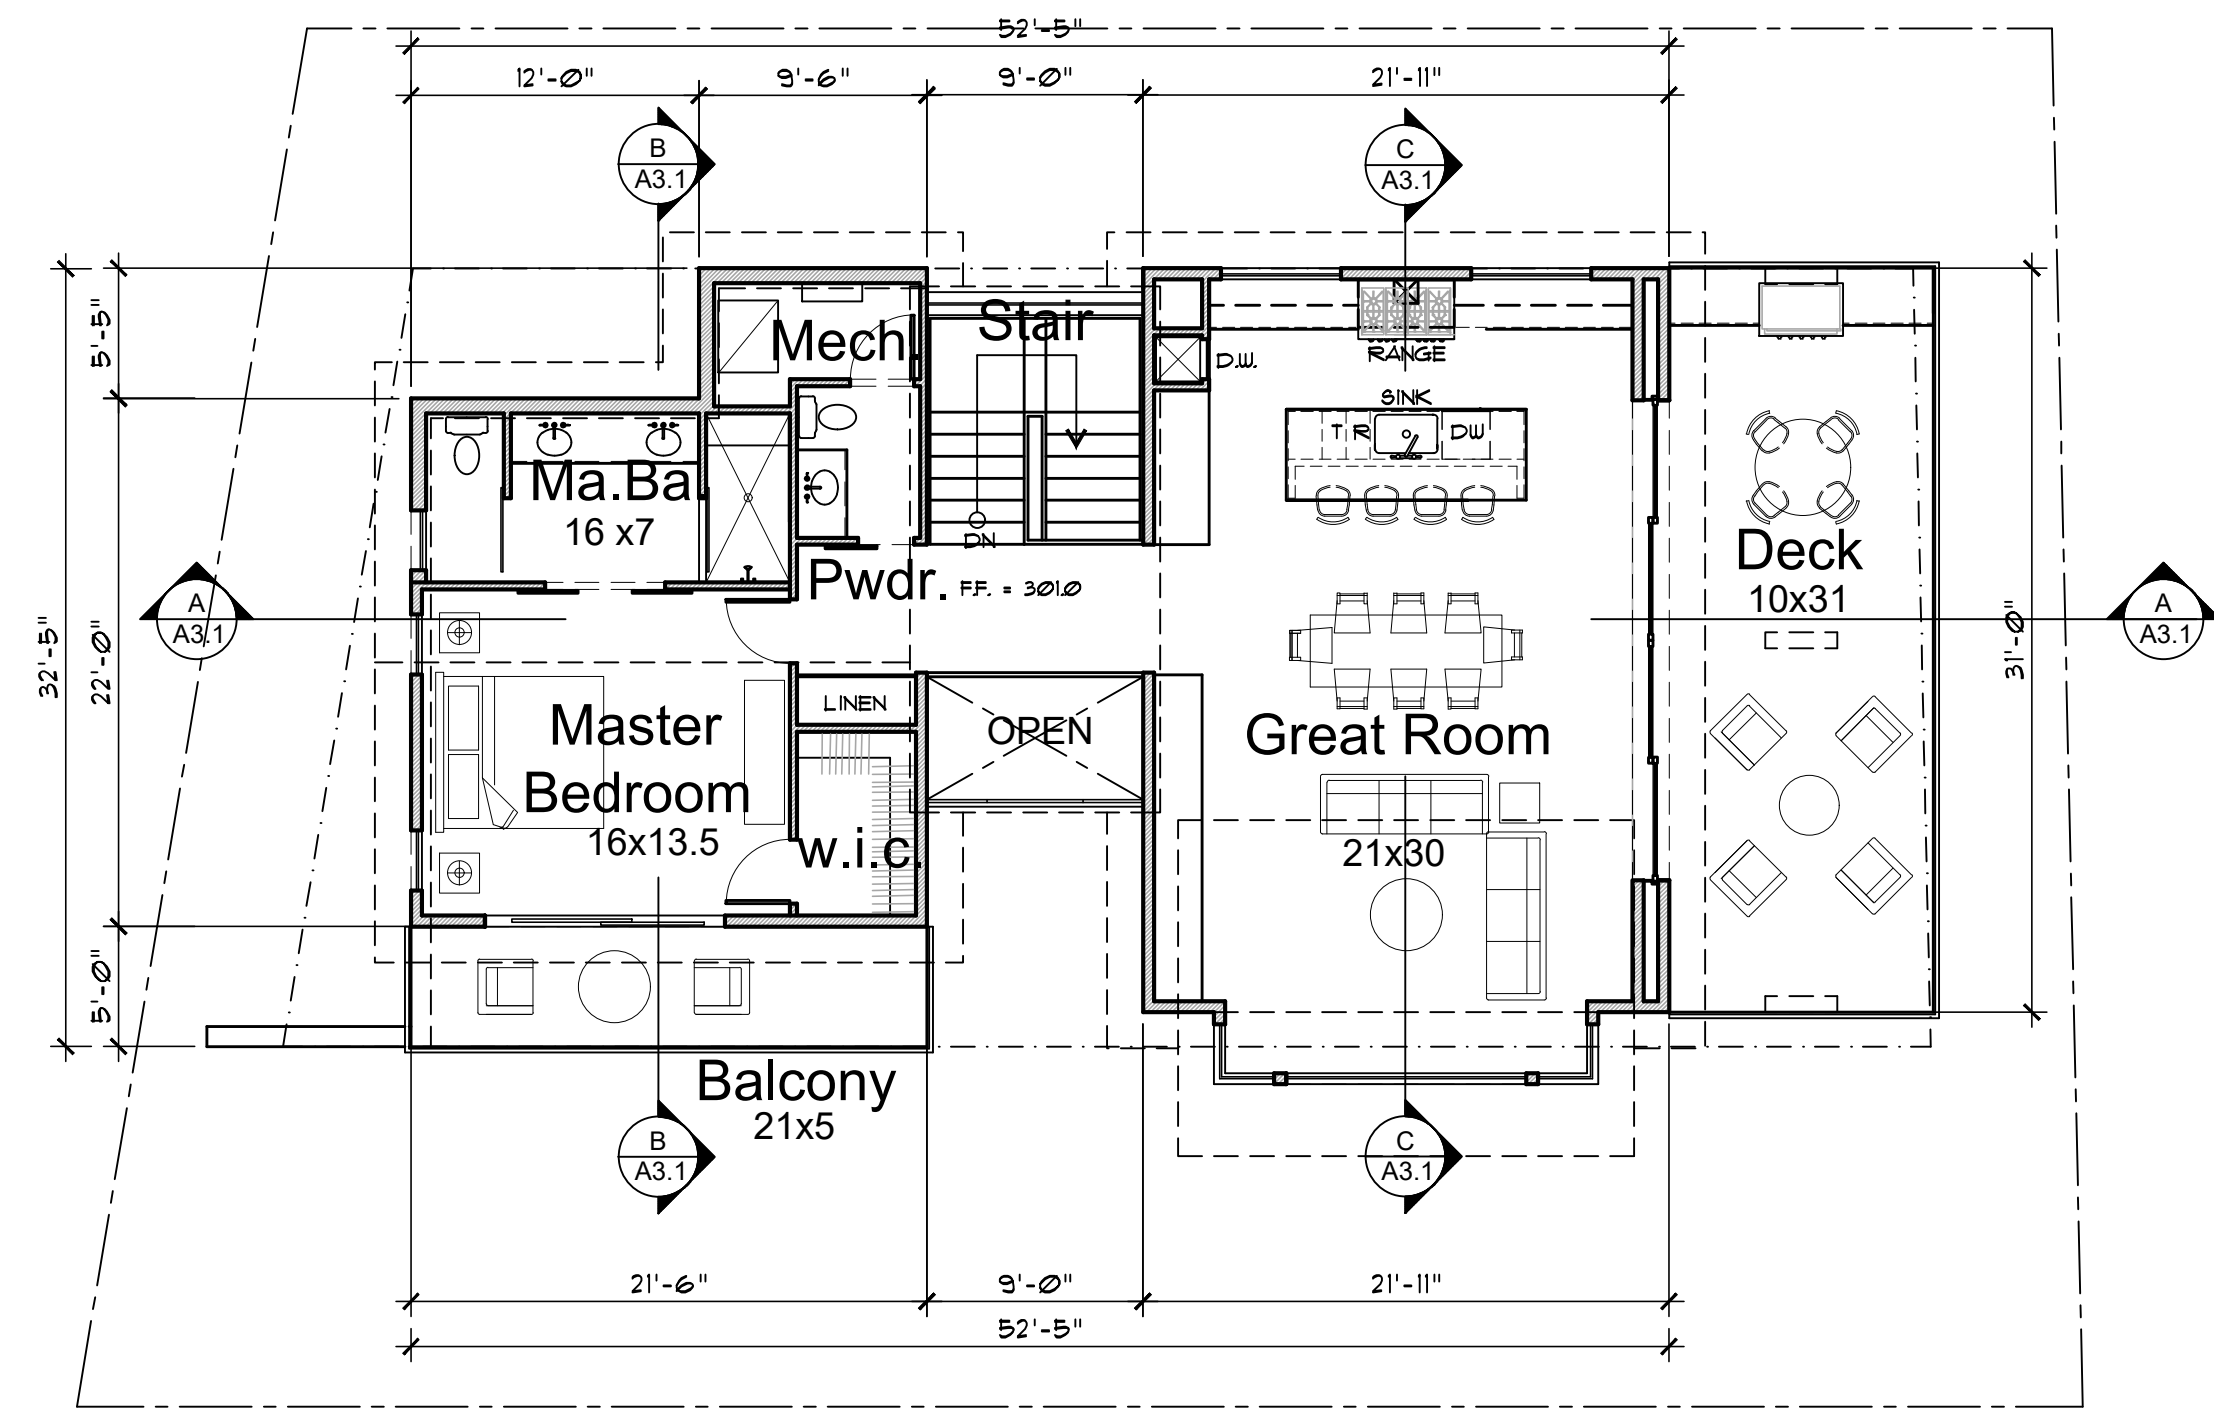 52'-5"
12'-0" 9'-6" 9'-0" 21'-11"
B
A3.1
C
A3.1
5'-5"
Mech.
Stair
RANGE
D.W.
SINK
T R DW
Ma.Ba
16 x7
DN
Pwdr.
F.F. = 301.0
Deck
10x31
A
A3.1
A
A3.1
32'-5"
22'-0"
31'-0"
LINEN
Master
Bedroom
16x13.5
OPEN
Great Room
21x30
w.i.c.
5'-0"
Balcony
21x5
B
A3.1
C
A3.1
21'-6" 9'-0" 21'-11"
52'-5"